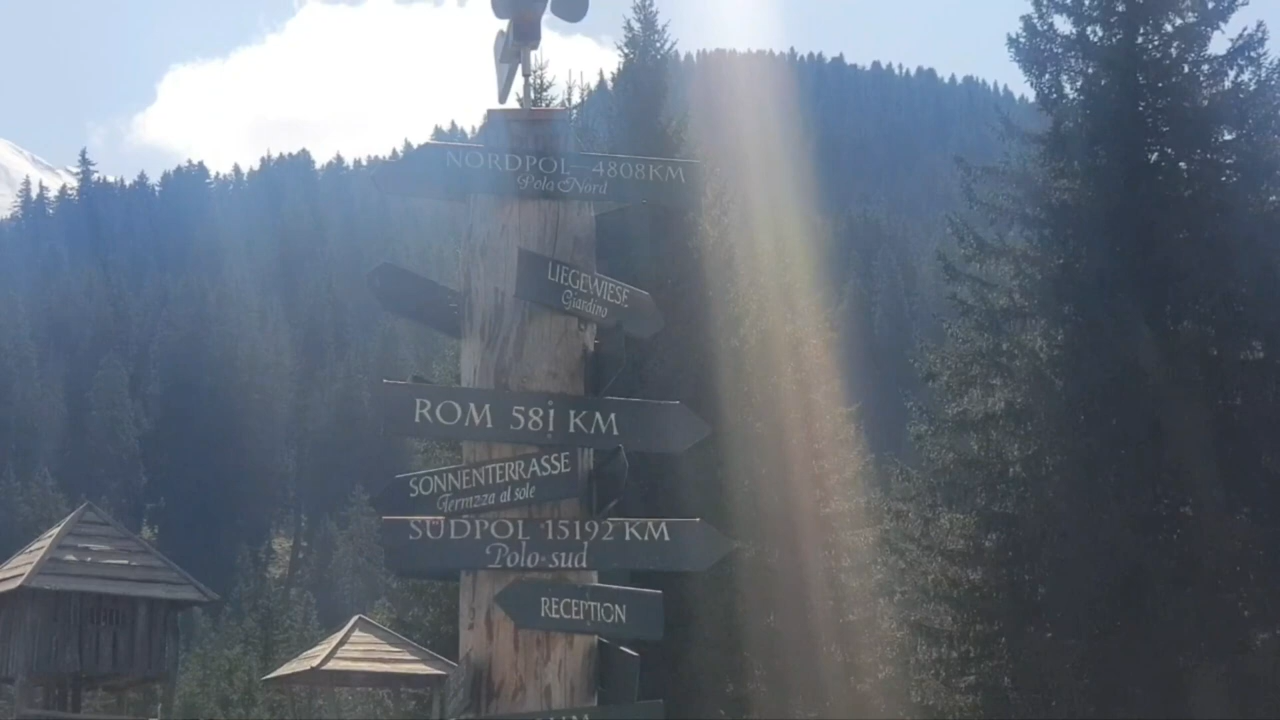 NORDPOL 4808KM
Polo Nord
LIEGEWIESE
Giardino
ROM 581 KM
SONNENTERRASSE
Terrazza al sole
SÜDPOL 15192 KM
Polo-sud
RECEPTION